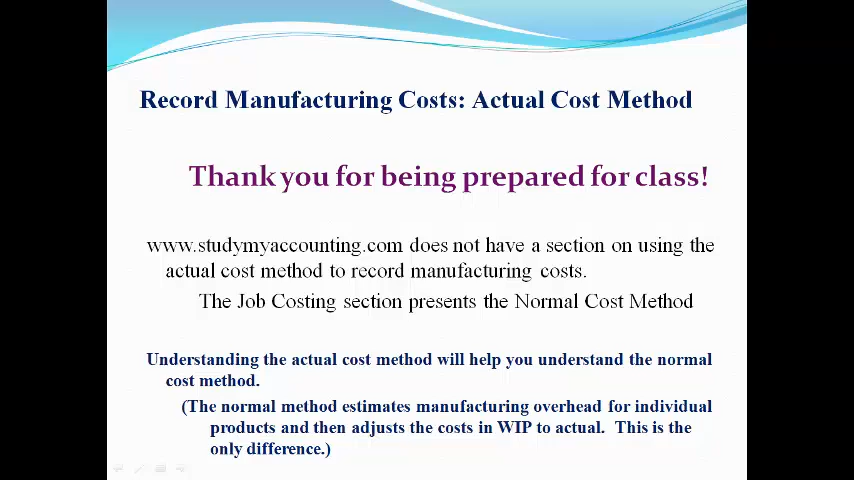 Record Manufacturing Costs: Actual Cost Method
Thank you for being prepared for class!
www.studymyaccounting.com does not have a section on using the
actual cost method to record manufacturing costs.
The Job Costing section presents the Normal Cost Method
Understanding the actual cost method will help you understand the normal
cost method.
(The normal method estimates manufacturing overhead for individual
products and then adjusts the costs in WIP to actual.  This is the
only difference.)